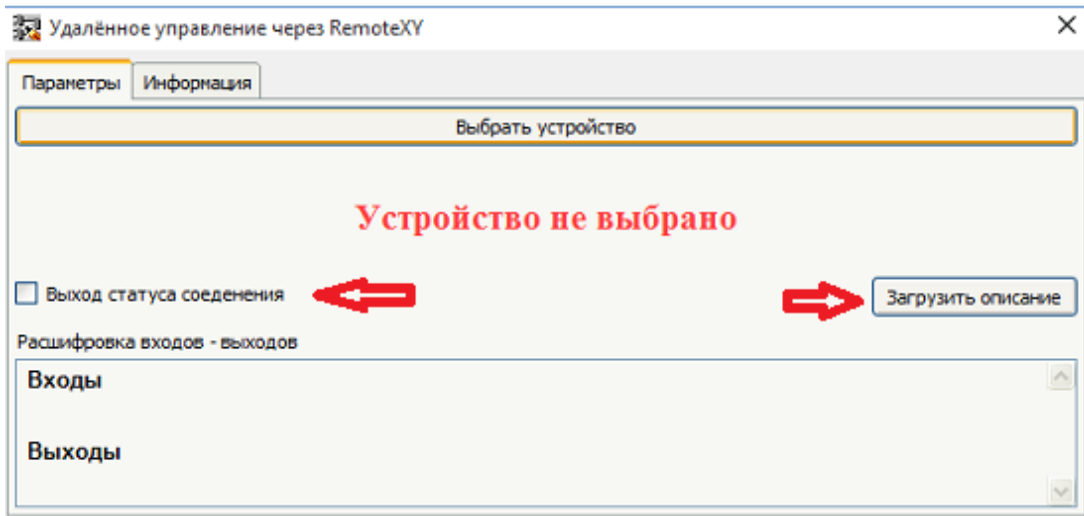 Удалённое управление через RemoteXY
Параметры Информация
Выбрать устройство
Устройство не выбрано
Выход статуса соеденения Загрузить описание
Расшифровка входов - выходов
Входы
Выходы